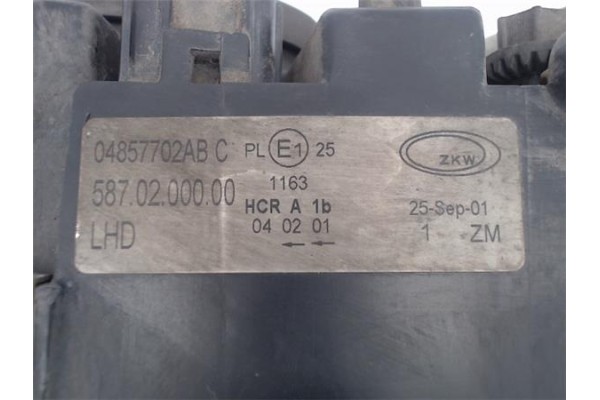 04857702AB C PL E1 25 ZKW
587.02.000.00 1163
HCR A 1b 25-Sep-01
LHD 04 02 01 1 ZM
←←